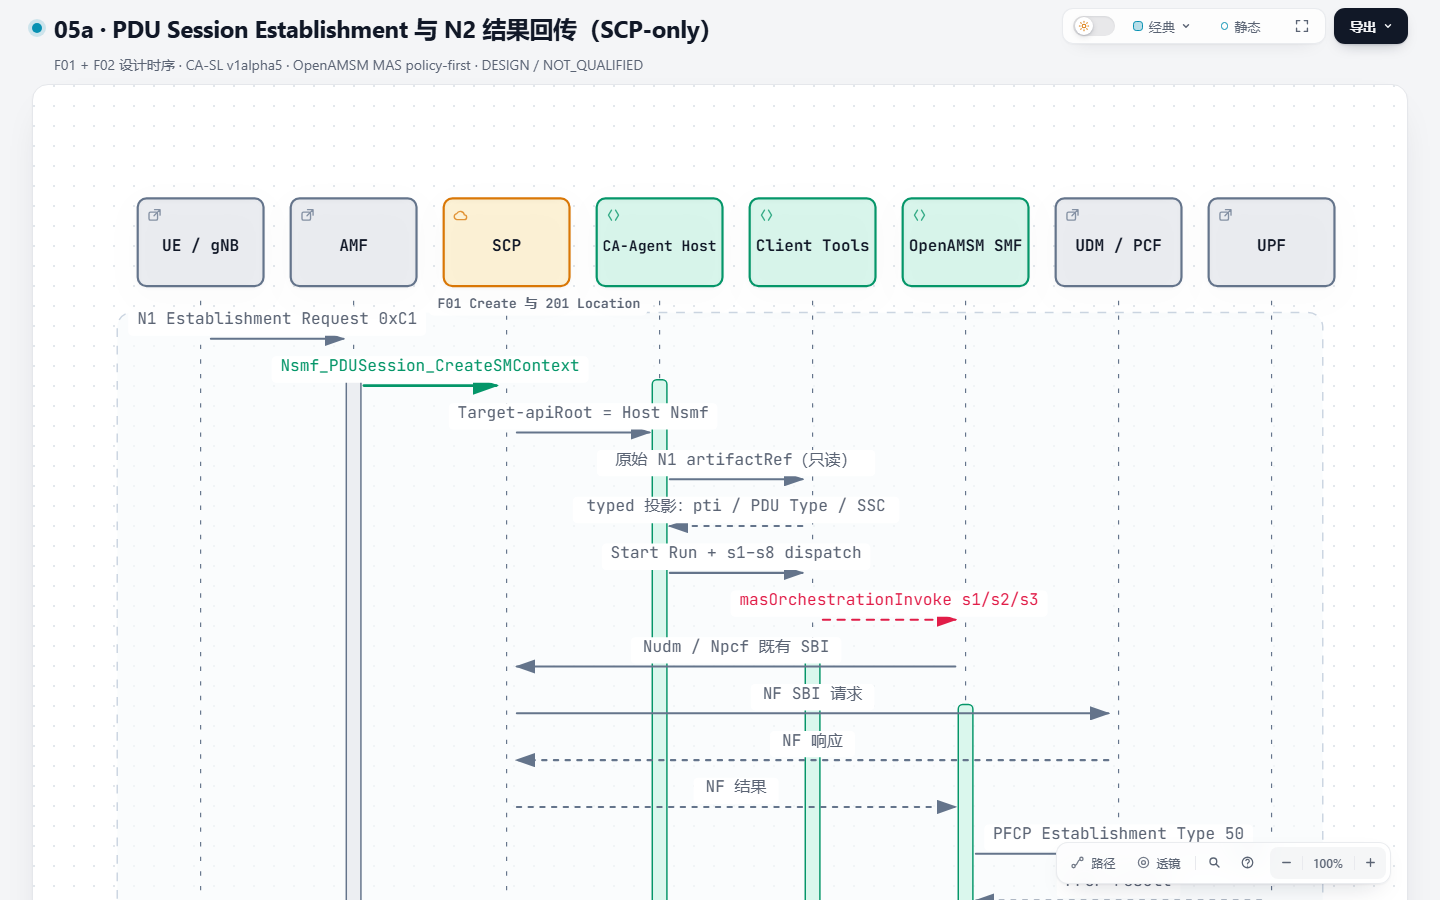 05a · PDU Session Establishment 与 N2 结果回传（SCP-only）
经典
静态
导出
F01 + F02 设计时序 · CA-SL v1alpha5 · OpenAMSM MAS policy-first · DESIGN / NOT_QUALIFIED
UE / gNB
AMF
SCP
CA-Agent Host
Client Tools
OpenAMSM SMF
UDM / PCF
UPF
F01 Create 与 201 Location
N1 Establishment Request 0xC1
Nsmf_PDUSession_CreateSMContext
Target-apiRoot = Host Nsmf
原始 N1 artifactRef（只读）
typed 投影：pti / PDU Type / SSC
Start Run + s1–s8 dispatch
masOrchestrationInvoke s1/s2/s3
Nudm / Npcf 既有 SBI
NF SBI 请求
NF 响应
NF 结果
PFCP Establishment Type 50
路径
透镜
100%